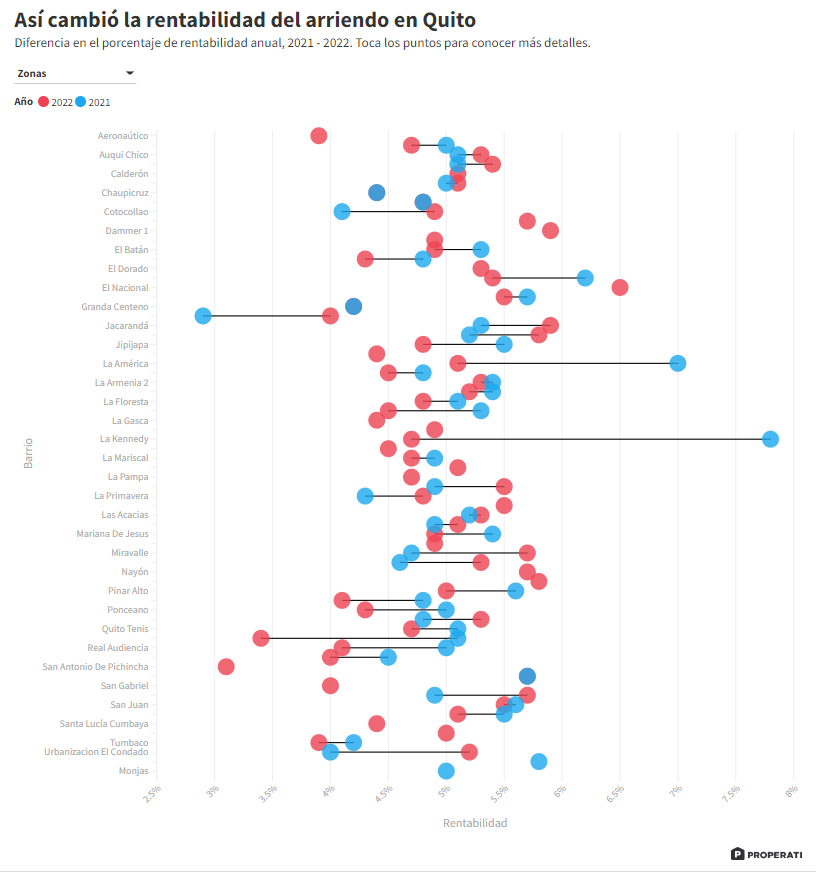 Así cambió la rentabilidad del arriendo en Quito
Diferencia en el porcentaje de rentabilidad anual, 2021 - 2022. Toca los puntos para conocer más detalles.
Zonas
Año 2022 2021
Aeronaútico
Auqui Chico
Calderón
Chaupicruz
Cotocollao
Dammer 1
El Batán
El Dorado
El Nacional
Granda Centeno
Jacarandá
Jipijapa
La América
La Armenia 2
La Floresta
La Gasca
La Kennedy
La Mariscal
La Pampa
La Primavera
Las Acacias
Mariana De Jesus
Miravalle
Nayón
Pinar Alto
Ponceano
Quito Tenis
Real Audiencia
San Antonio De Pichincha
San Gabriel
San Juan
Santa Lucía Cumbaya
Tumbaco
Urbanizacion El Condado
Monjas
Barrio
2.5% 3% 3.5% 4% 4.5% 5% 5.5% 6% 6.5% 7% 7.5% 8%
Rentabilidad
PROPERATI